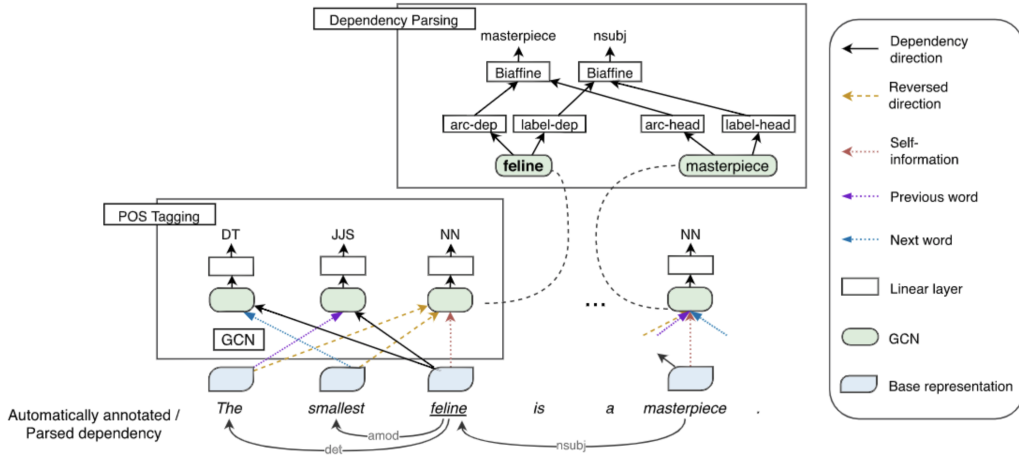 Dependency Parsing
masterpiece nsubj
Biaffine Biaffine
arc-dep label-dep arc-head label-head
feline masterpiece
POS Tagging
DT JJS NN NN
...
GCN
Automatically annotated /
Parsed dependency
The smallest feline is a masterpiece .
amod
det
nsubj
Dependency
direction
Reversed
direction
Self-
information
Previous word
Next word
Linear layer
GCN
Base representation